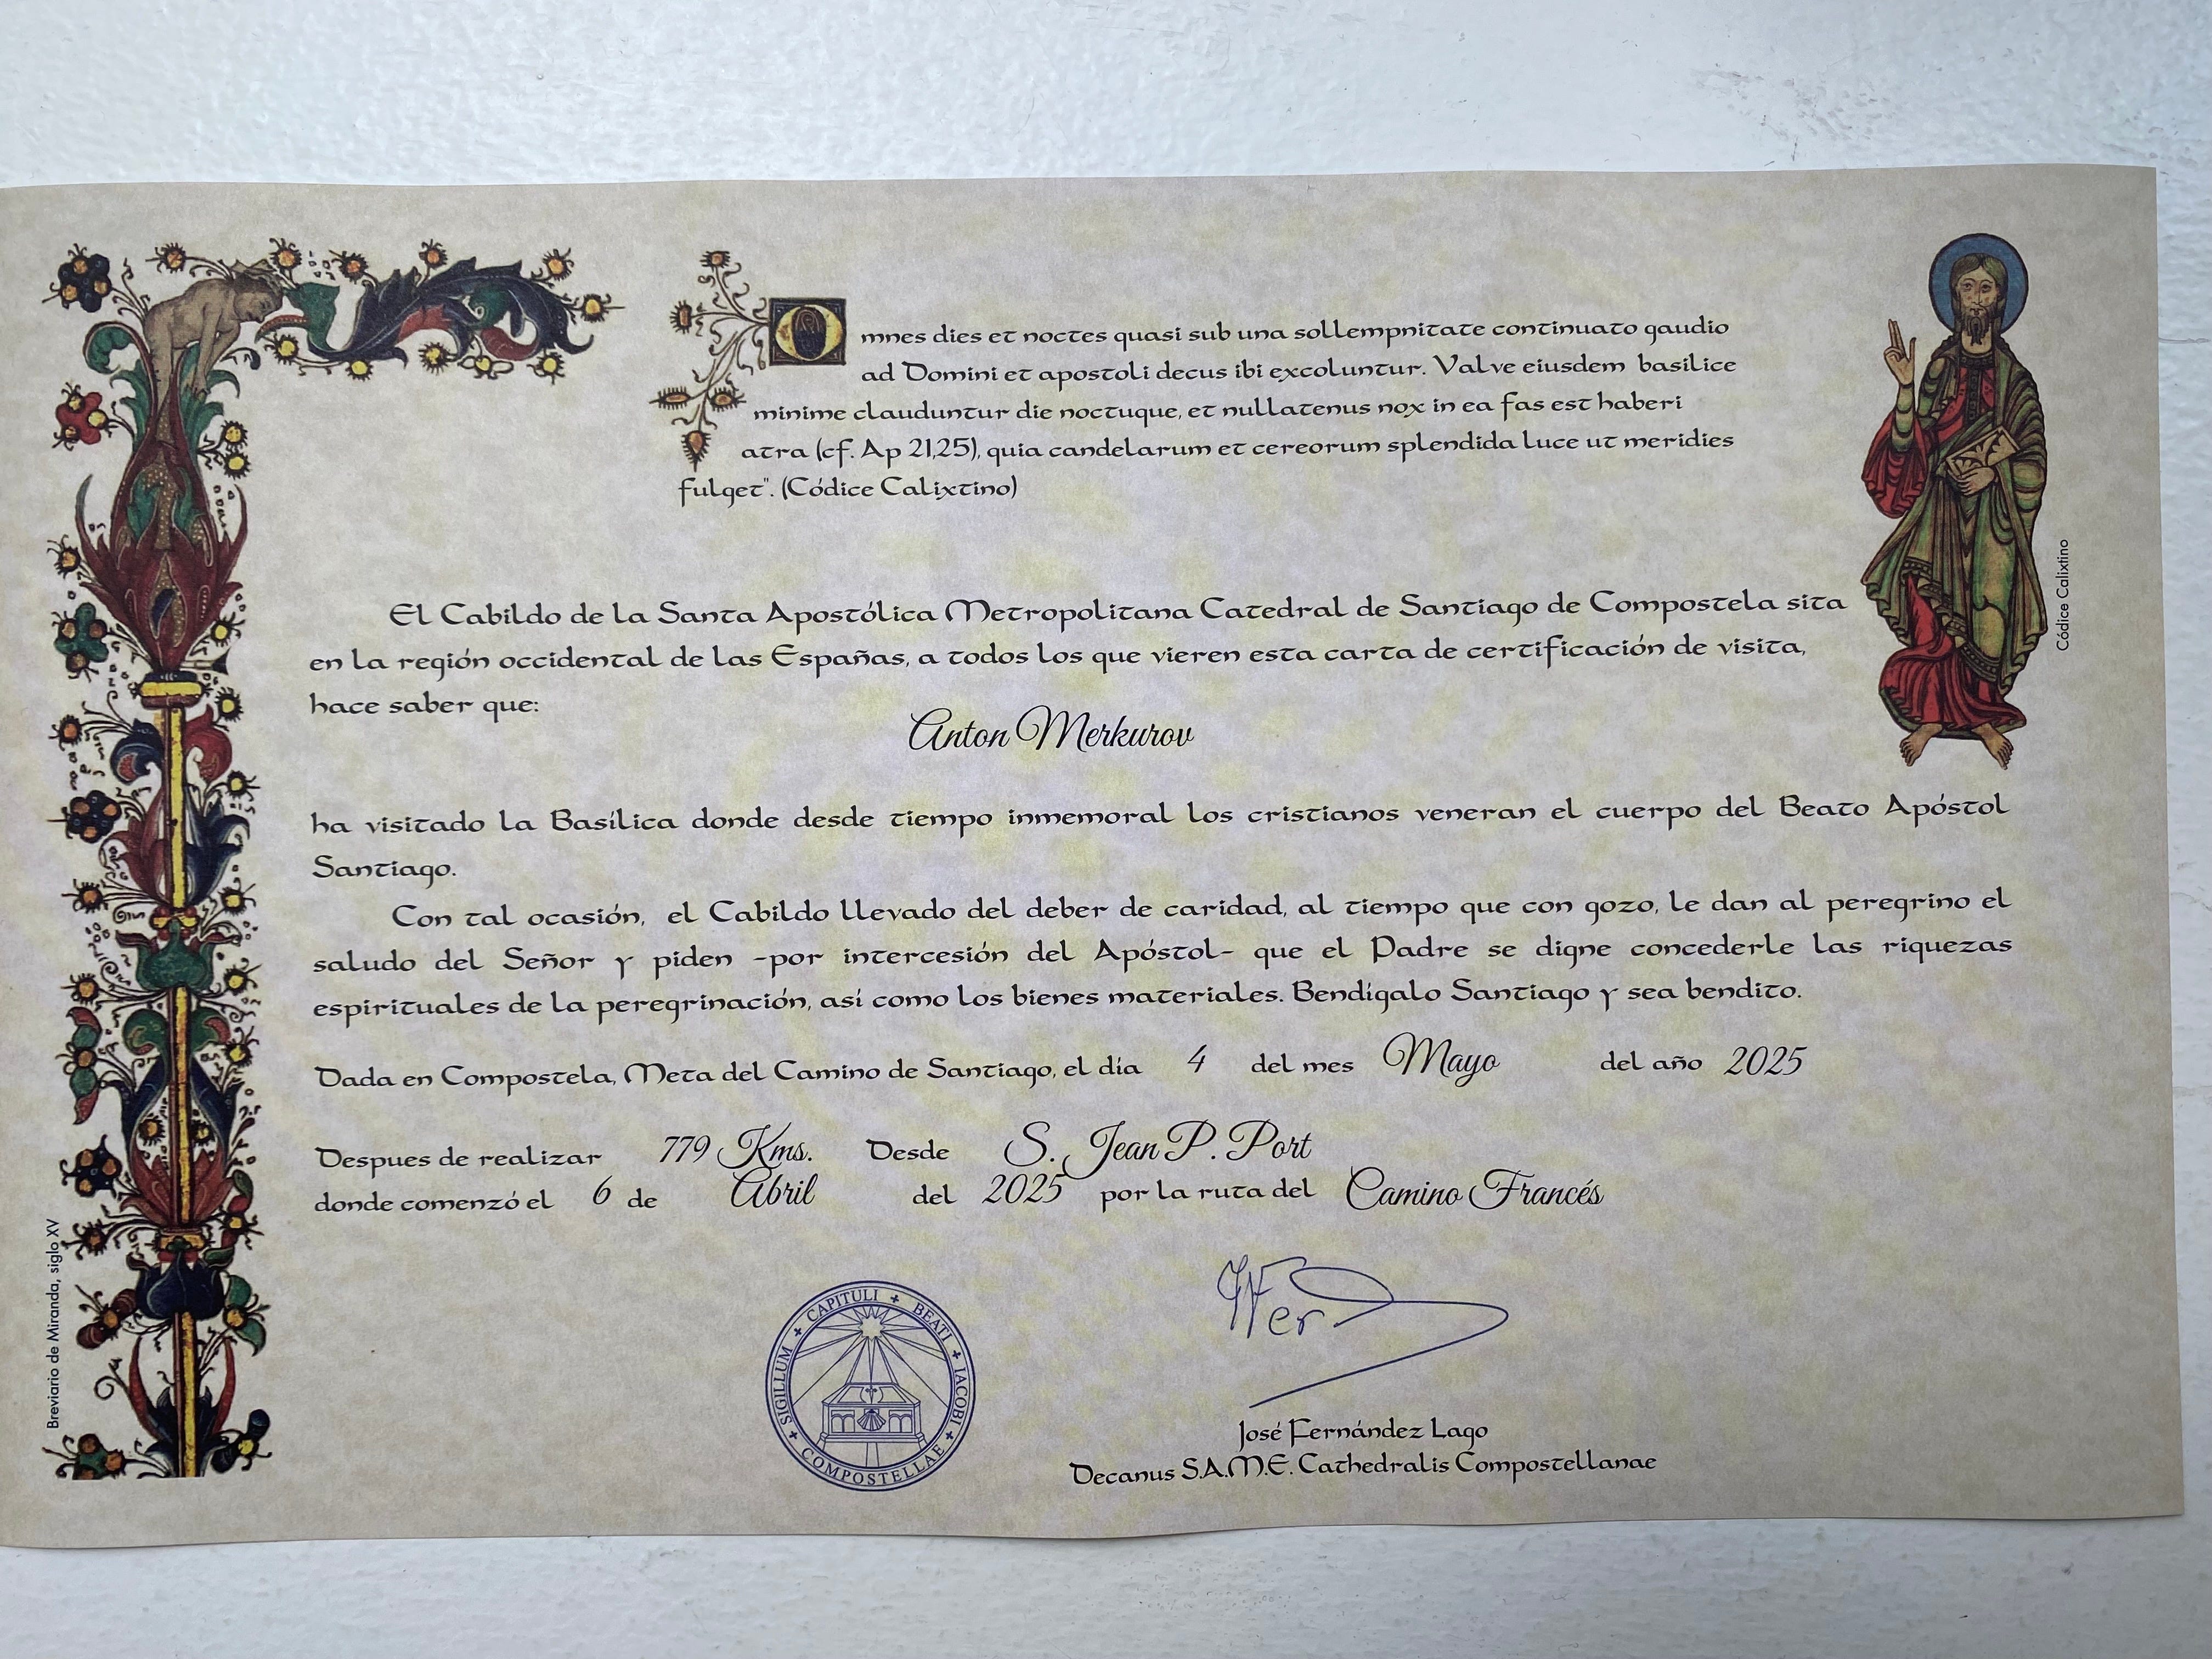 Omnes dies et noctes quasi sub una sollempnitate continuato gaudio
ad Domini et apostoli decus ibi excoluntur. Valve eiusdem basilice
minime clauduntur die noctuque, et nullatenus nox in ea fas est haberi
atra (cf. Ap 21,25), quia candelarum et cereorum splendida luce ut meridies
fulget". (Códice Calixtino)
Códice Calixtino
El Cabildo de la Santa Apostólica Metropolitana Catedral de Santiago de Compostela sita
en la región occidental de las Españas, a todos los que vieren esta carta de certificación de visita,
hace saber que:
Anton Merkurov
ha visitado la Basílica donde desde tiempo inmemoral los cristianos veneran el cuerpo del Beato Apóstol
Santiago.
Con tal ocasión, el Cabildo llevado del deber de caridad, al tiempo que con gozo, le dan al peregrino el
saludo del Señor y piden -por intercesión del Apóstol- que el Padre se digne concederle las riquezas
espirituales de la peregrinación, así como los bienes materiales. Bendígalo Santiago y sea bendito.
Dada en Compostela, Meta del Camino de Santiago, el día 4 del mes Mayo del año 2025
Despues de realizar 779 Kms. Desde S. Jean P. Port
donde comenzó el 6 de Abril del 2025 por la ruta del Camino Francés
Breviario de Miranda, siglo XV
SIGILLUM + CAPITULI + BEATI + IACOBI + COMPOSTELLAE +
José Fernández Lago
Decanus S.A.M.E. Cathedralis Compostellanae